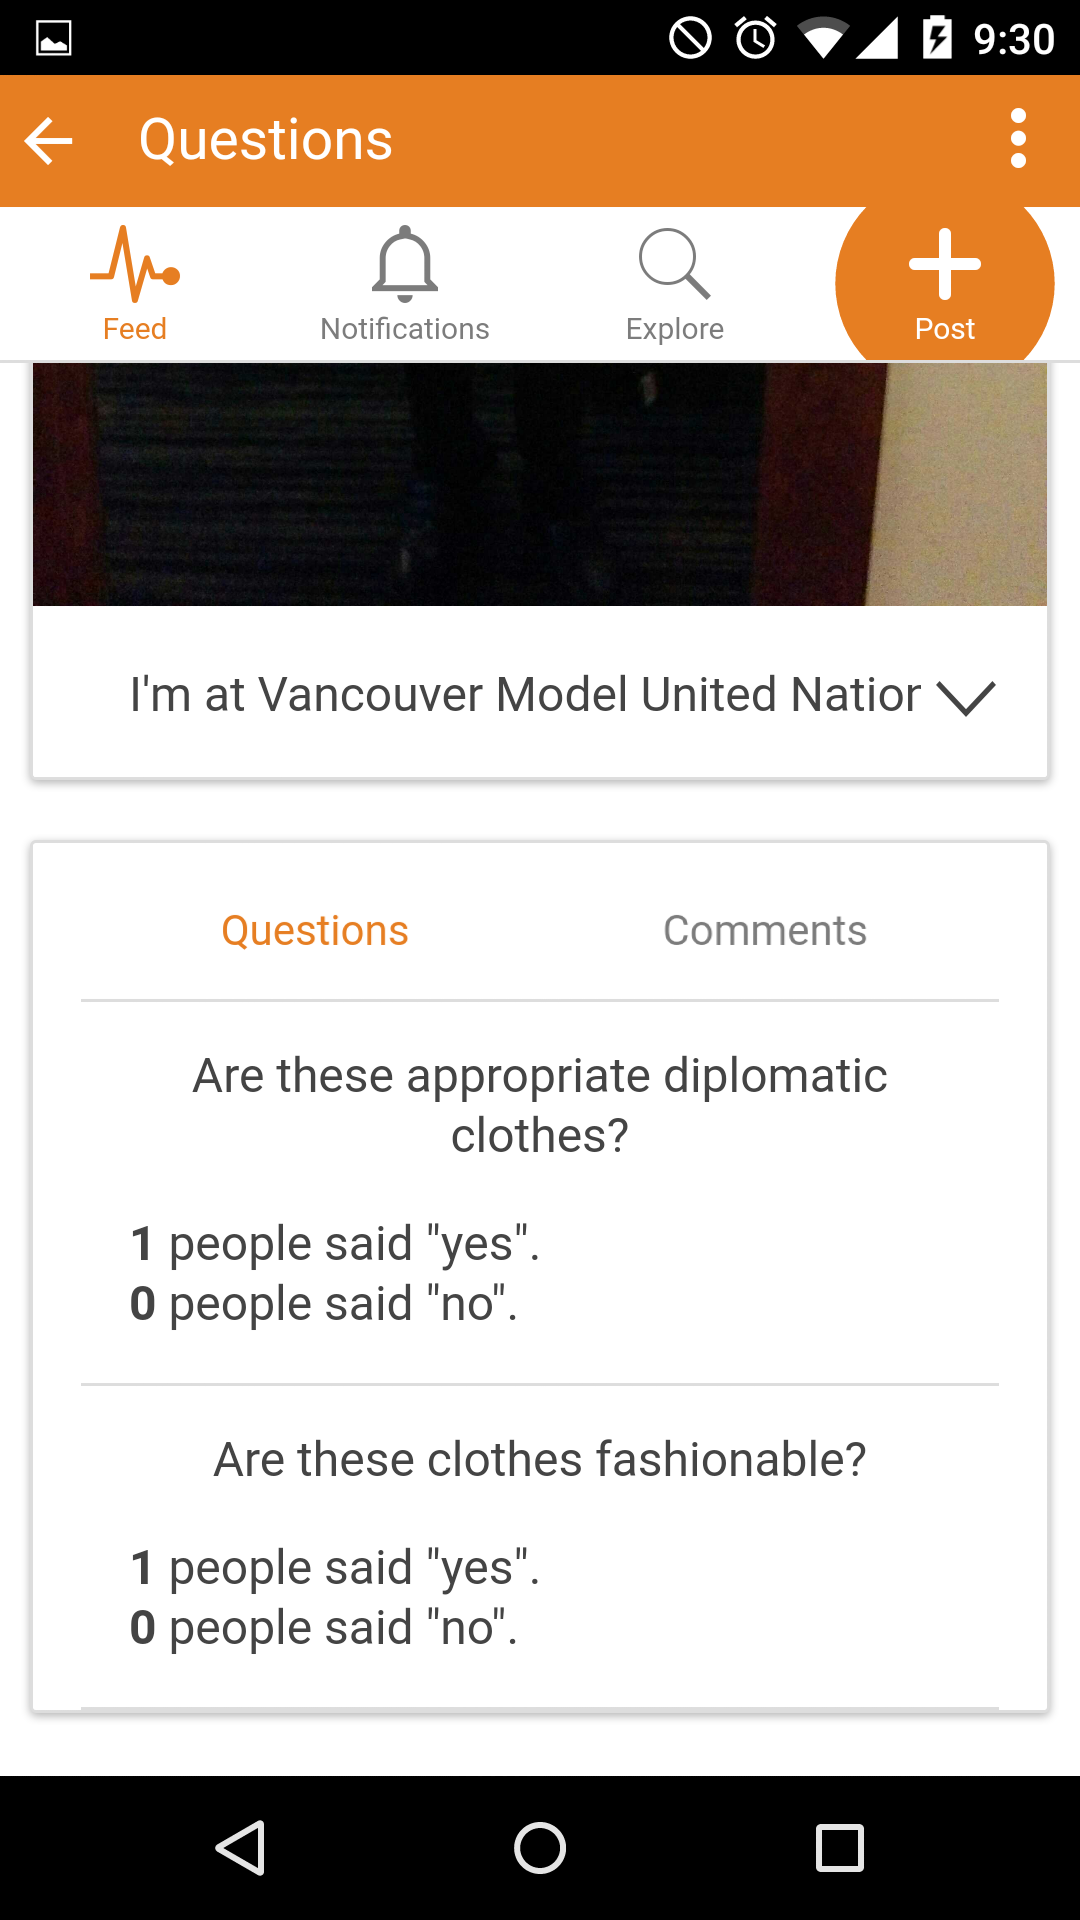 9:30
Questions
Feed
Notifications
Explore
Post
I'm at Vancouver Model United
Questions
Comments
Are these appropriate diplomatic
clothes?
1 people said "yes".
0 people said "no".
Are these clothes fashionable?
1 people said "yes".
0 people said "no".